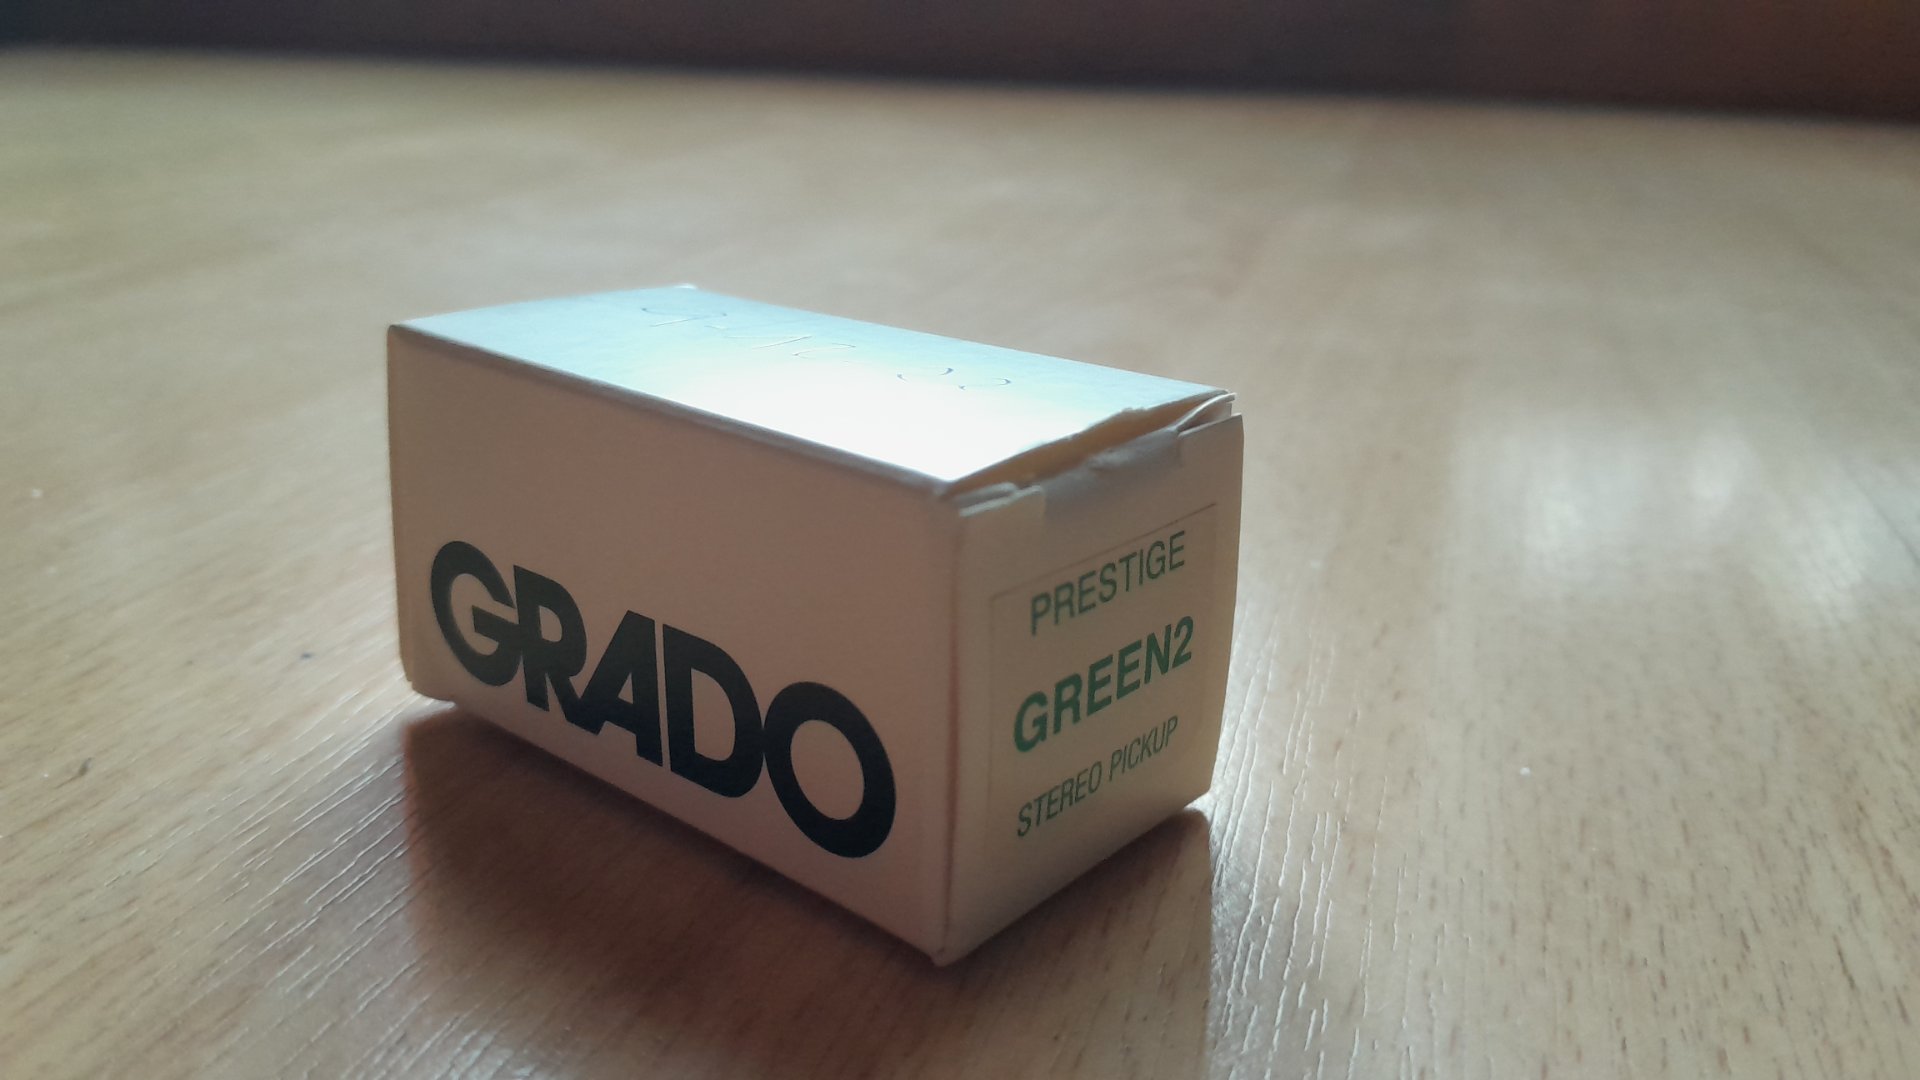 GRADO
PRESTIGE
GREEN2
STEREO PICKUP